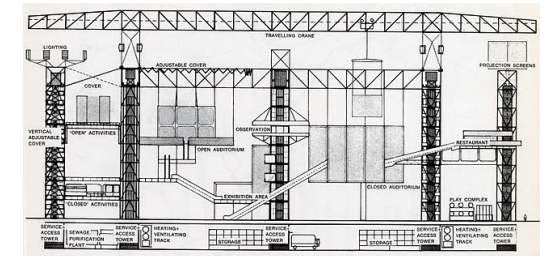 TRAVELLING CRANE
LIGHTING
ADJUSTABLE COVER
PROJECTION SCREENS
COVER
VERTICAL
ADJUSTABLE
COVER
'OPEN' ACTIVITIES
OBSERVATION
OPEN AUDITORIUM
RESTAURANT
CLOSED AUDITORIUM
EXHIBITION AREA
'CLOSED' ACTIVITIES
PLAY COMPLEX
SERVICE+
ACCESS
TOWER
SEWAGE
PURIFICATION
PLANT
SERVICE+
ACCESS
TOWER
HEATING+
VENTILATING
TRACK
STORAGE
SERVICE+
ACCESS
TOWER
STORAGE
SERVICE+
ACCESS
TOWER
HEATING+
VENTILATING
TRACK
SERVICE+
ACCESS
TOWER